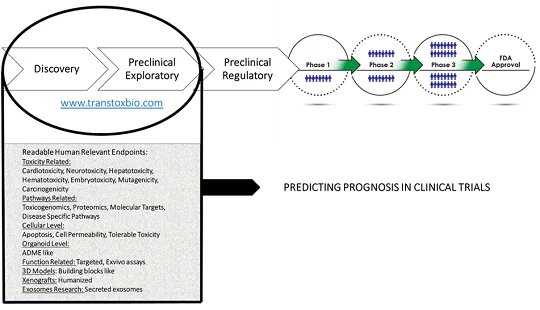 Discovery
Preclinical
Exploratory
Preclinical
Regulatory
Phase 1
Phase 2
Phase 3
FDA
Approval
www.transtoxbio.com
Readable Human Relevant Endpoints:
Toxicity Related:
Cardiotoxicity, Neurotoxicity, Hepatotoxicity,
Hematotoxicity, Embryotoxicity, Mutagenicity,
Carcinogenicity
Pathways Related:
Toxicogenomics, Proteomics, Molecular Targets,
Disease Specific Pathways
Cellular Level:
Apoptosis, Cell Permeability, Tolerable Toxicity
Organoid Level:
ADME like
Function Related: Targeted, Exvivo assays
3D Models: Building blocks like
Xenografts: Humanized
Exosomes Research: Secreted exosomes
PREDICTING PROGNOSIS IN CLINICAL TRIALS